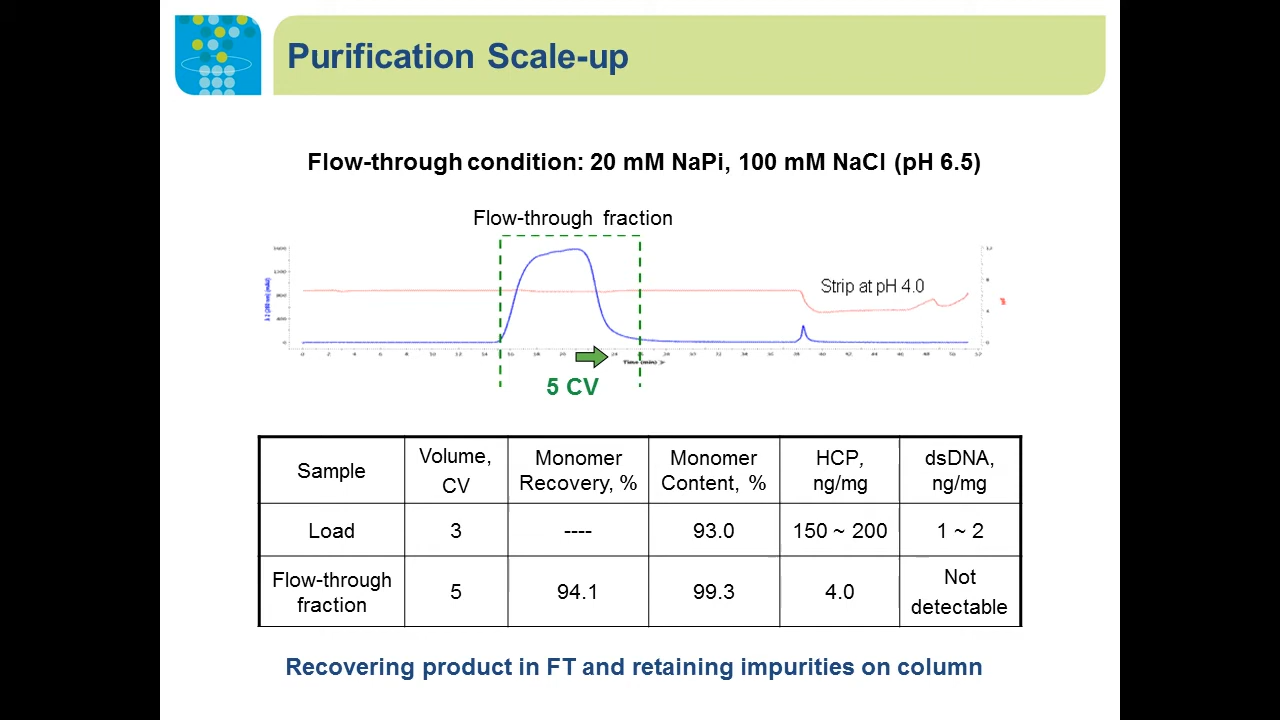 Purification Scale-up
Flow-through condition: 20 mM NaPi, 100 mM NaCl (pH 6.5)
Flow-through fraction
Strip at pH 4.0
Time (min)
5 CV
Sample
Volume, CV
Monomer Recovery, %
Monomer Content, %
HCP, ng/mg
dsDNA, ng/mg
Load
3
----
93.0
150 ~ 200
1 ~ 2
Flow-through fraction
5
94.1
99.3
4.0
Not detectable
Recovering product in FT and retaining impurities on column